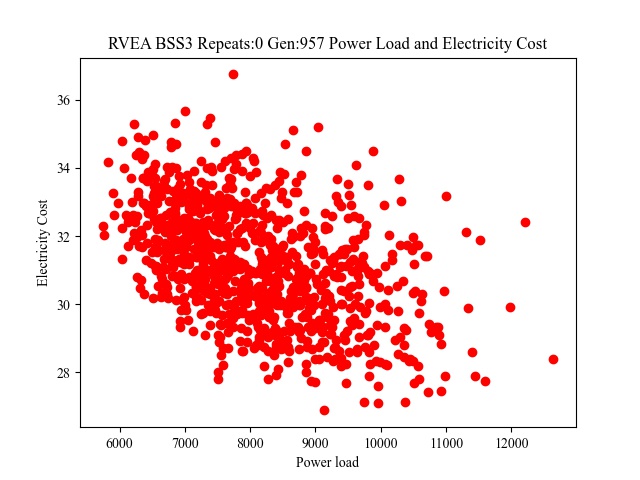 RVEA BSS3 Repeats:0 Gen:957 Power Load and Electricity Cost
36
34
32
30
28
Electricity Cost
6000 7000 8000 9000 10000 11000 12000
Power load